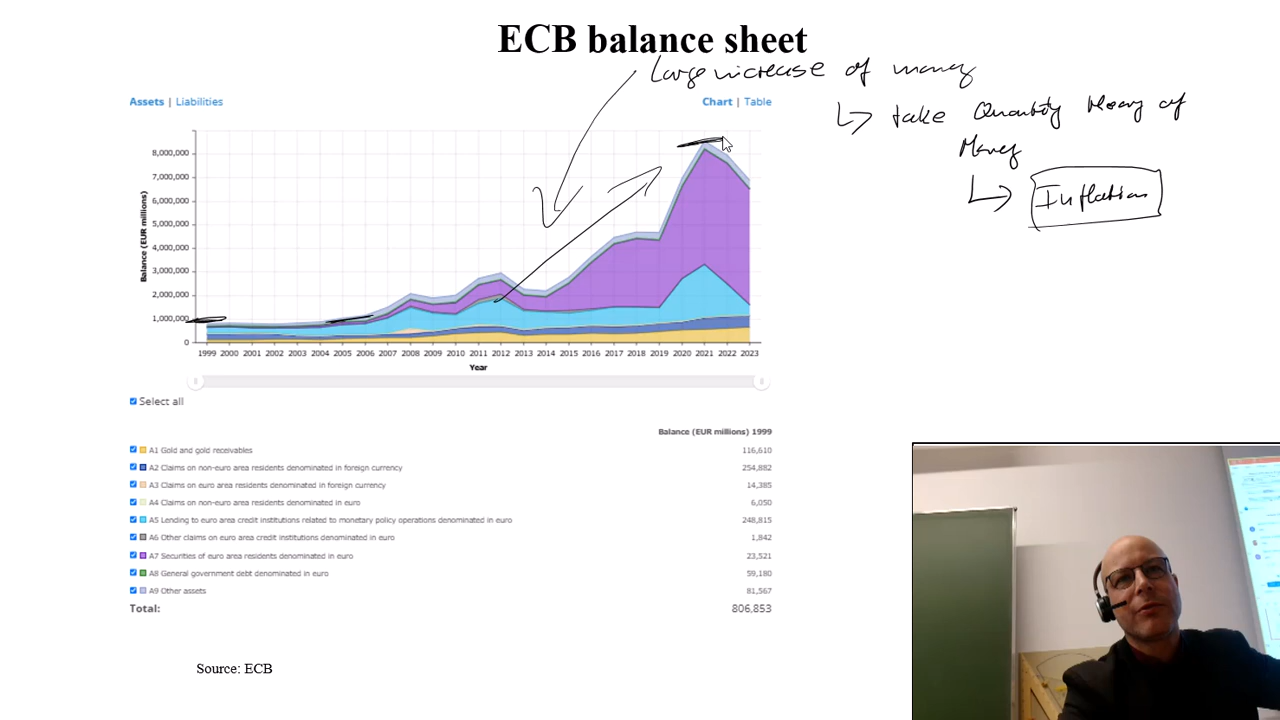 ECB balance sheet
Large increase of money
↳ take Quantity theory of
Money
↳ Inflation
Assets | Liabilities
Chart | Table
Balance (EUR millions)
8,000,000
7,000,000
6,000,000
5,000,000
4,000,000
3,000,000
2,000,000
1,000,000
0
1999 2000 2001 2002 2003 2004 2005 2006 2007 2008 2009 2010 2011 2012 2013 2014 2015 2016 2017 2018 2019 2020 2021 2022 2023
Year
Select all
Balance (EUR millions) 1999
A1 Gold and gold receivables 116,610
A2 Claims on non-euro area residents denominated in foreign currency 254,882
A3 Claims on euro area residents denominated in foreign currency 14,385
A4 Claims on non-euro area residents denominated in euro 6,050
A5 Lending to euro area credit institutions related to monetary policy operations denominated in euro 248,815
A6 Other claims on euro area credit institutions denominated in euro 1,842
A7 Securities of euro area residents denominated in euro 23,521
A8 General government debt denominated in euro 59,180
A9 Other assets 81,567
Total: 806,853
Source: ECB